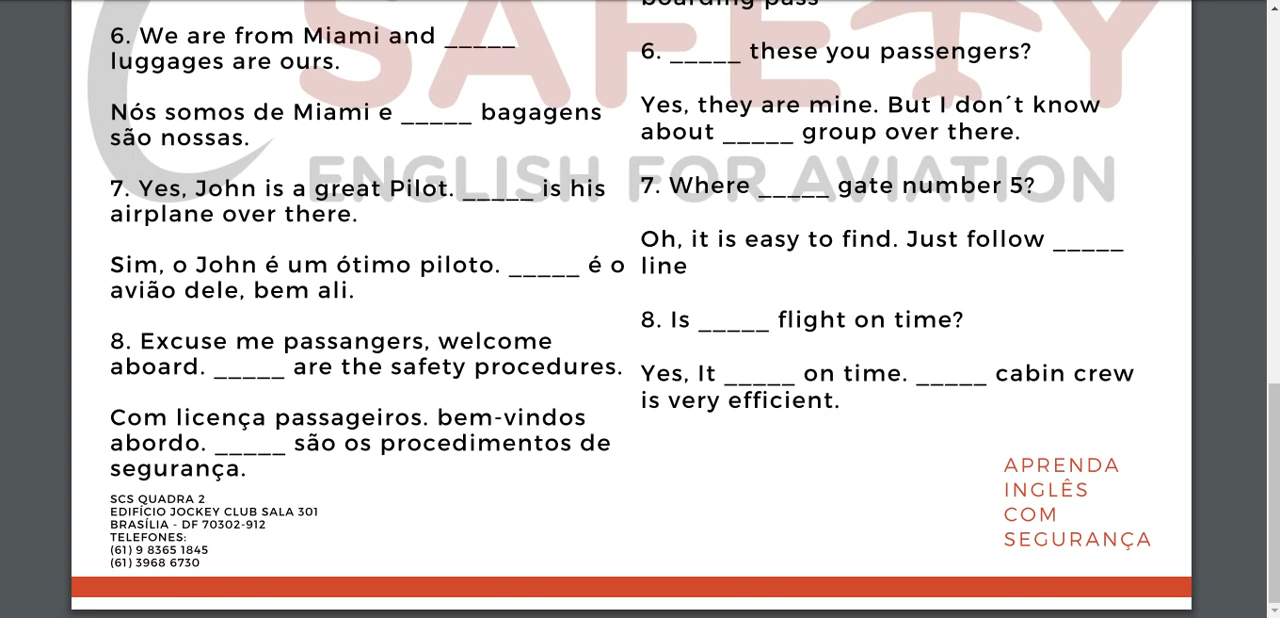 6. We are from Miami and _____
luggages are ours.
Nós somos de Miami e _____ bagagens
são nossas.
7. Yes, John is a great Pilot. _____ is his
airplane over there.
Sim, o John é um ótimo piloto. _____ é o
avião dele, bem ali.
8. Excuse me passangers, welcome
aboard. _____ are the safety procedures.
Com licença passageiros. bem-vindos
abordo. _____ são os procedimentos de
segurança.
SCS QUADRA 2
EDIFÍCIO JOCKEY CLUB SALA 301
BRASÍLIA - DF 70302-912
TELEFONES:
(61) 9 8365 1845
(61) 3968 6730
boarding pass
6. _____ these you passengers?
Yes, they are mine. But I don´t know
about _____ group over there.
7. Where _____ gate number 5?
Oh, it is easy to find. Just follow _____
line
8. Is _____ flight on time?
Yes, It _____ on time. _____ cabin crew
is very efficient.
APRENDA
INGLÊS
COM
SEGURANÇA
SAFETY
ENGLISH FOR AVIATION